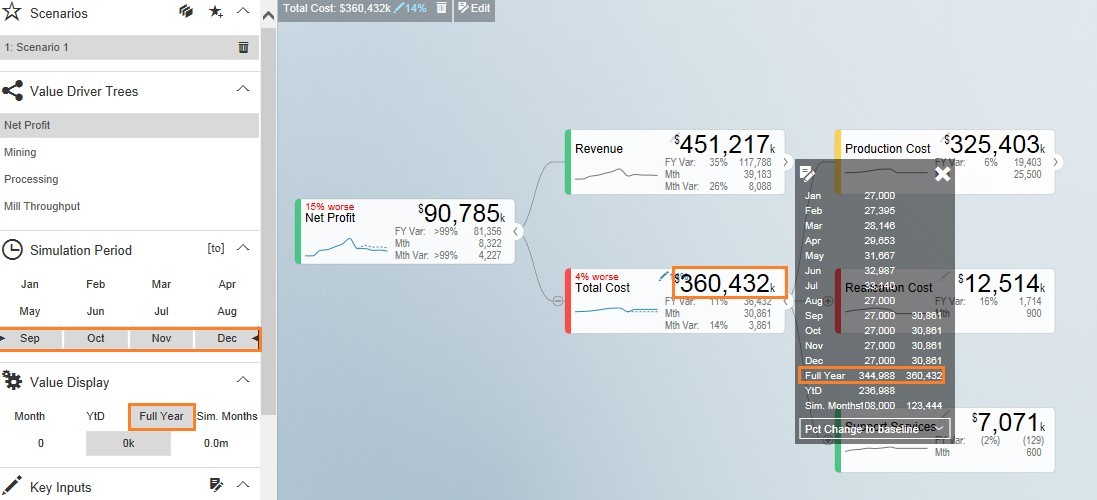 Scenarios
1: Scenario 1
Value Driver Trees
Net Profit
Mining
Processing
Mill Throughput
Simulation Period [to]
Jan Feb Mar Apr
May Jun Jul Aug
Sep Oct Nov Dec
Value Display
Month YtD Full Year Sim. Months
0 0k 0.0m
Key Inputs
Total Cost: $360,432k 14% Edit
15% worse
Net Profit
$90,785k
FY Var: >99% 81,356
Mth 8,322
Mth Var: >99% 4,227
Revenue
$451,217k
FY Var: 35% 117,788
Mth 39,183
Mth Var: 26% 8,088
4% worse
Total Cost
$360,432k
FY Var: 11% 36,432
Mth 30,861
Mth Var: 14% 3,861
Production Cost
$325,403k
FY Var: 6% 19,403
25,500
Jan 27,000
Feb 27,395
Mar 28,146
Apr 29,653
May 31,667
Jun 32,987
Jul 33,140
Aug 27,000
Sep 27,000 30,861
Oct 27,000 30,861
Nov 27,000 30,861
Dec 27,000 30,861
Full Year 344,988 360,432
YtD 236,988
Sim. Months 108,000 123,444
Pct Change to baseline
Cost
$12,514k
FY Var: 16% 1,714
Mth 900
Support Services
$7,071k
FY Var: (2%) (129)
Mth 600